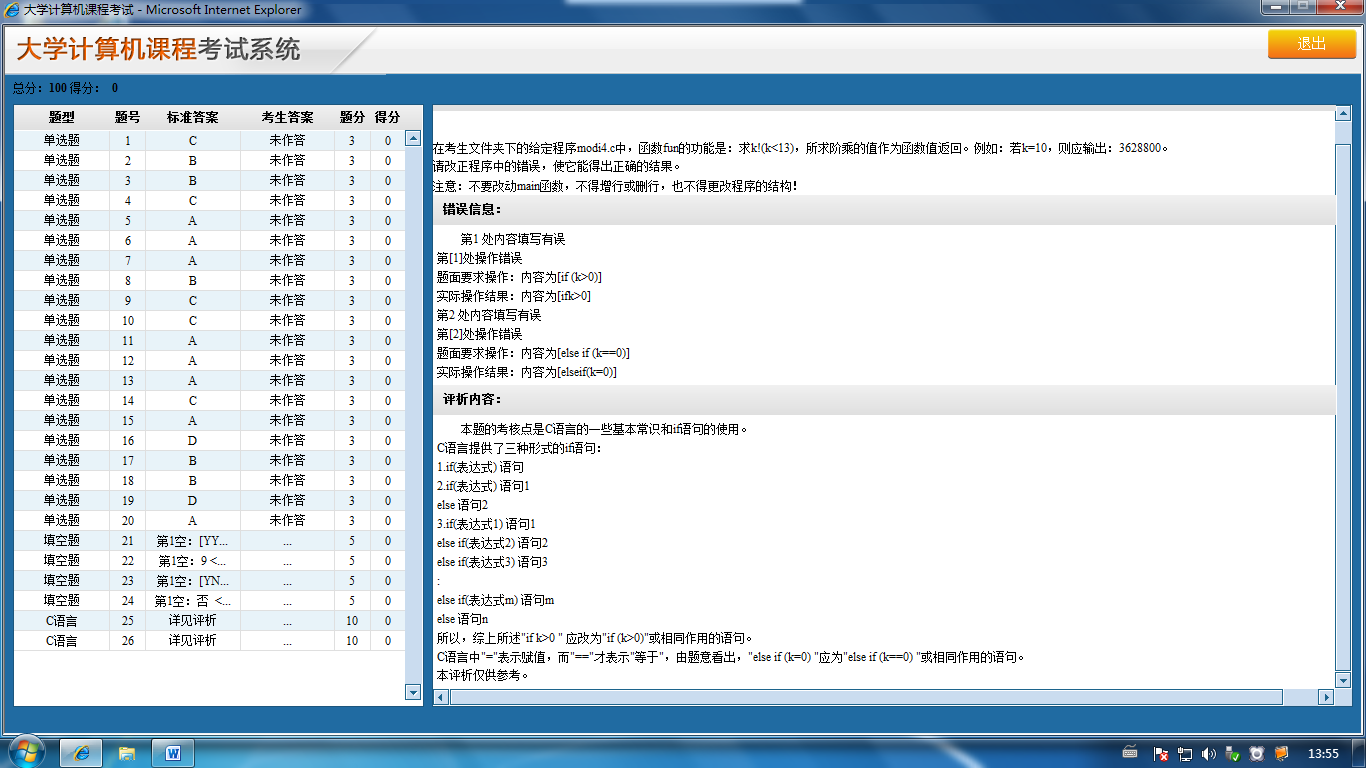 大学计算机课程考试 - Microsoft Internet Explorer
大学计算机课程考试系统
退出
总分：100 得分： 0
题型 题号 标准答案 考生答案 题分 得分
单选题 1 C 未作答 3 0
单选题 2 B 未作答 3 0
单选题 3 B 未作答 3 0
单选题 4 C 未作答 3 0
单选题 5 A 未作答 3 0
单选题 6 A 未作答 3 0
单选题 7 A 未作答 3 0
单选题 8 B 未作答 3 0
单选题 9 C 未作答 3 0
单选题 10 C 未作答 3 0
单选题 11 A 未作答 3 0
单选题 12 A 未作答 3 0
单选题 13 A 未作答 3 0
单选题 14 C 未作答 3 0
单选题 15 A 未作答 3 0
单选题 16 D 未作答 3 0
单选题 17 B 未作答 3 0
单选题 18 B 未作答 3 0
单选题 19 D 未作答 3 0
单选题 20 A 未作答 3 0
填空题 21 第1空：[YY... ... 5 0
填空题 22 第1空：9 <... ... 5 0
填空题 23 第1空：[YN... ... 5 0
填空题 24 第1空：否 <... ... 5 0
C语言 25 详见评析 ... 10 0
C语言 26 详见评析 ... 10 0
在考生文件夹下的给定程序modi4.c中，函数fun的功能是：求k!(k<13)，所求阶乘的值作为函数值返回。例如：若k=10，则应输出：3628800。
请改正程序中的错误，使它能得出正确的结果。
注意：不要改动main函数，不得增行或删行，也不得更改程序的结构！
错误信息：
第1 处内容填写有误
第[1]处操作错误
题面要求操作：内容为[if (k>0)]
实际操作结果：内容为[ifk>0]
第2 处内容填写有误
第[2]处操作错误
题面要求操作：内容为[else if (k==0)]
实际操作结果：内容为[elseif(k=0)]
评析内容：
本题的考核点是C语言的一些基本常识和if语句的使用。
C语言提供了三种形式的if语句：
1.if(表达式) 语句
2.if(表达式) 语句1
else 语句2
3.if(表达式1) 语句1
else if(表达式2) 语句2
else if(表达式3) 语句3
:
else if(表达式m) 语句m
else 语句n
所以，综上所述"if k>0 " 应改为"if (k>0)"或相同作用的语句。
C语言中"="表示赋值，而"=="才表示"等于"，由题意看出，"else if (k=0) "应为"else if (k==0) "或相同作用的语句。
本评析仅供参考。
13:55